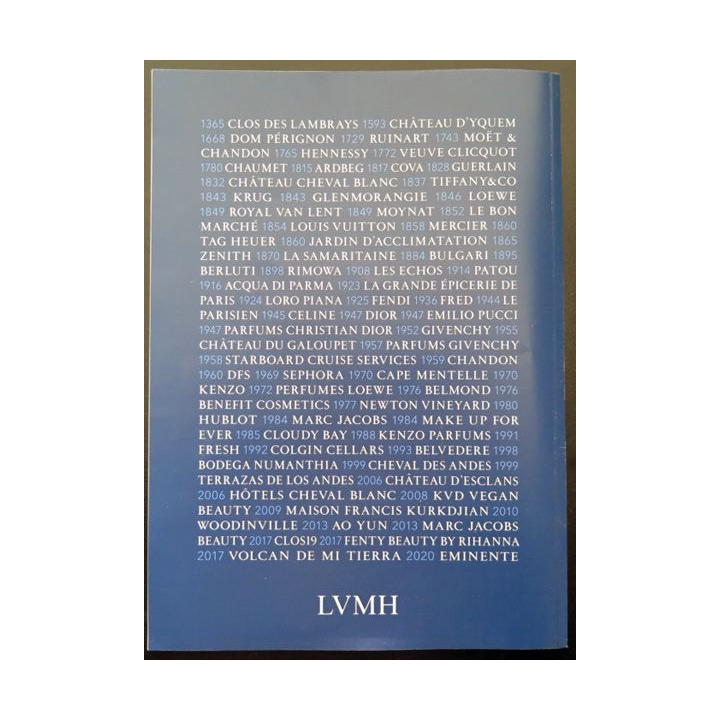 1365 CLOS DES LAMBRAYS 1593 CHÂTEAU D'YQUEM
1668 DOM PÉRIGNON 1729 RUINART 1743 MOËT &
CHANDON 1765 HENNESSY 1772 VEUVE CLICQUOT
1780 CHAUMET 1815 ARDBEG 1817 COVA 1828 GUERLAIN
1832 CHÂTEAU CHEVAL BLANC 1837 TIFFANY&CO
1843 KRUG 1843 GLENMORANGIE 1846 LOEWE
1849 ROYAL VAN LENT 1849 MOYNAT 1852 LE BON
MARCHÉ 1854 LOUIS VUITTON 1858 MERCIER 1860
TAG HEUER 1860 JARDIN D'ACCLIMATATION 1865
ZENITH 1870 LA SAMARITAINE 1884 BULGARI 1895
BERLUTI 1898 RIMOWA 1908 LES ECHOS 1914 PATOU
1916 ACQUA DI PARMA 1923 LA GRANDE ÉPICERIE DE
PARIS 1924 LORO PIANA 1925 FENDI 1936 FRED 1944 LE
PARISIEN 1945 CELINE 1947 DIOR 1947 EMILIO PUCCI
1947 PARFUMS CHRISTIAN DIOR 1952 GIVENCHY 1955
CHÂTEAU DU GALOUPET 1957 PARFUMS GIVENCHY
1958 STARBOARD CRUISE SERVICES 1959 CHANDON
1960 DFS 1969 SEPHORA 1970 CAPE MENTELLE 1970
KENZO 1972 PERFUMES LOEWE 1976 BELMOND 1976
BENEFIT COSMETICS 1977 NEWTON VINEYARD 1980
HUBLOT 1984 MARC JACOBS 1984 MAKE UP FOR
EVER 1985 CLOUDY BAY 1988 KENZO PARFUMS 1991
FRESH 1992 COLGIN CELLARS 1993 BELVEDERE 1998
BODEGA NUMANTHIA 1999 CHEVAL DES ANDES 1999
TERRAZAS DE LOS ANDES 2006 CHÂTEAU D'ESCLANS
2006 HÔTELS CHEVAL BLANC 2008 KVD VEGAN
BEAUTY 2009 MAISON FRANCIS KURKDJIAN 2010
WOODINVILLE 2013 AO YUN 2013 MARC JACOBS
BEAUTY 2017 CLOS19 2017 FENTY BEAUTY BY RIHANNA
2017 VOLCAN DE MI TIERRA 2020 EMINENTE
LVMH